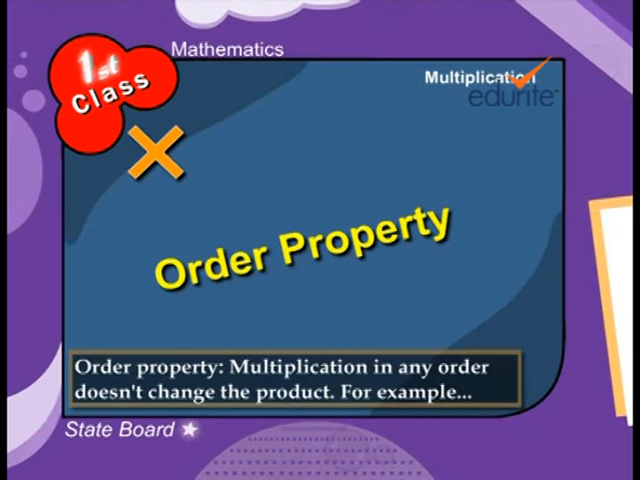 1st
Class
Mathematics
Multiplication
edurite
Order Property
Order property: Multiplication in any order
doesn't change the product. For example...
State Board